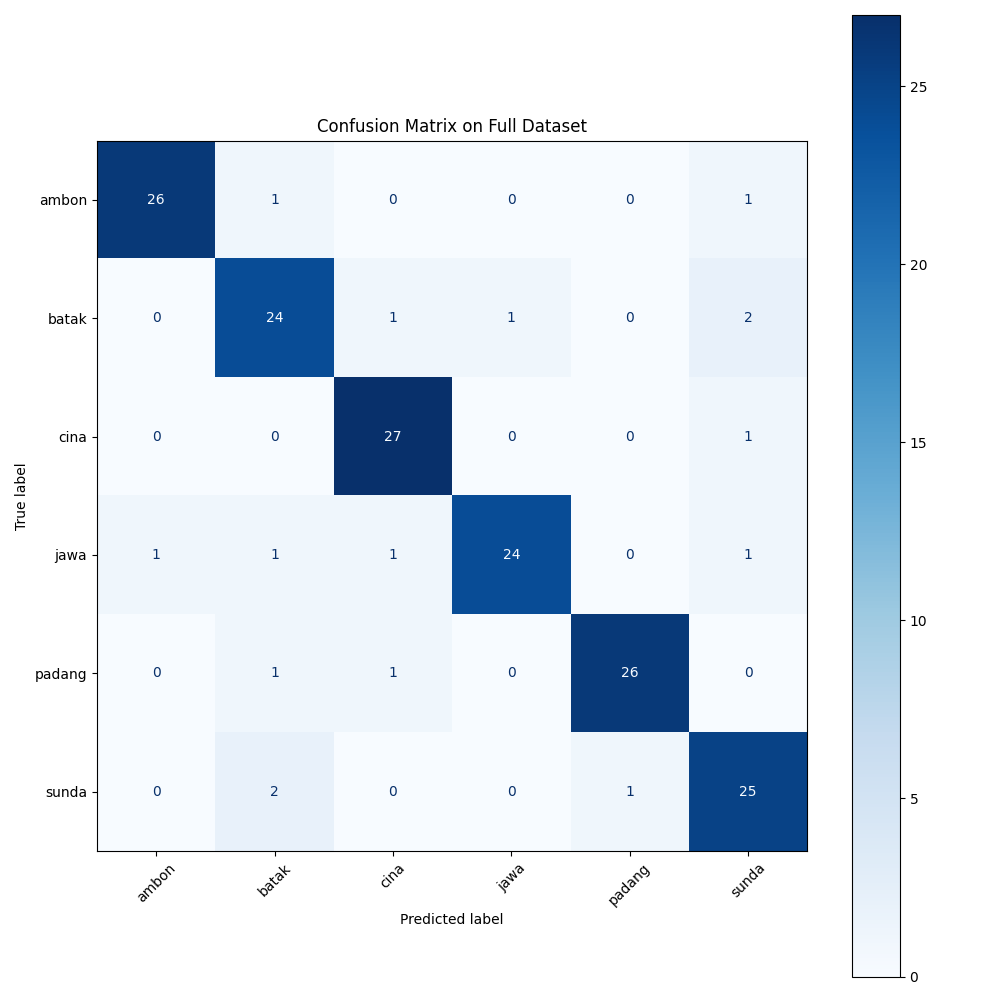 Confusion Matrix on Full Dataset
True label
ambon 26 1 0 0 0 1
batak 0 24 1 1 0 2
cina 0 0 27 0 0 1
jawa 1 1 1 24 0 1
padang 0 1 1 0 26 0
sunda 0 2 0 0 1 25
ambon batak cina jawa padang sunda
Predicted label
25
20
15
10
5
0